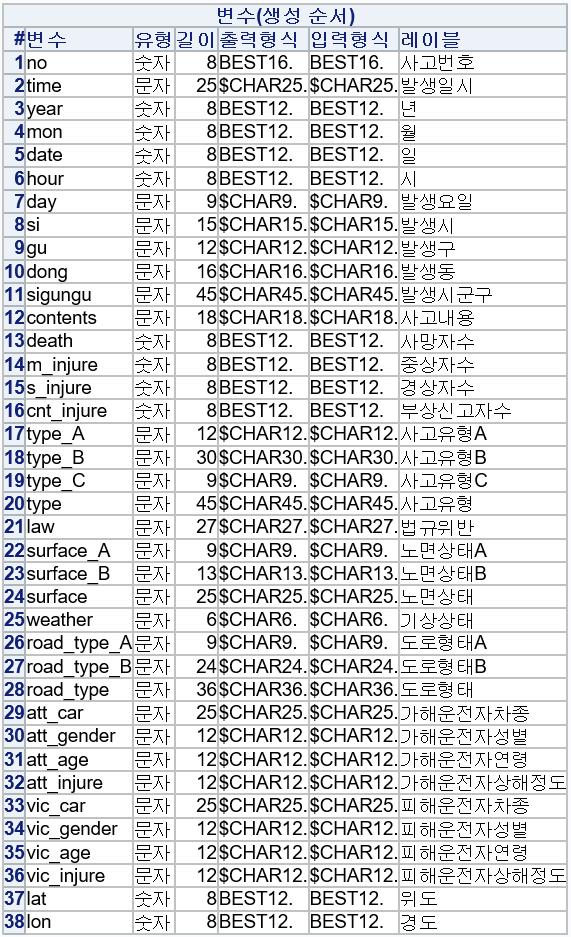 변수(생성 순서)
# 변수 유형 길이 출력형식 입력형식 레이블
1 no 숫자 8 BEST16. BEST16. 사고번호
2 time 문자 25 $CHAR25. $CHAR25. 발생일시
3 year 숫자 8 BEST12. BEST12. 년
4 mon 숫자 8 BEST12. BEST12. 월
5 date 숫자 8 BEST12. BEST12. 일
6 hour 숫자 8 BEST12. BEST12. 시
7 day 문자 9 $CHAR9. $CHAR9. 발생요일
8 si 문자 15 $CHAR15. $CHAR15. 발생시
9 gu 문자 12 $CHAR12. $CHAR12. 발생구
10 dong 문자 16 $CHAR16. $CHAR16. 발생동
11 sigungu 문자 45 $CHAR45. $CHAR45. 발생시군구
12 contents 문자 18 $CHAR18. $CHAR18. 사고내용
13 death 숫자 8 BEST12. BEST12. 사망자수
14 m_injure 숫자 8 BEST12. BEST12. 중상자수
15 s_injure 숫자 8 BEST12. BEST12. 경상자수
16 cnt_injure 숫자 8 BEST12. BEST12. 부상신고자수
17 type_A 문자 12 $CHAR12. $CHAR12. 사고유형A
18 type_B 문자 30 $CHAR30. $CHAR30. 사고유형B
19 type_C 문자 9 $CHAR9. $CHAR9. 사고유형C
20 type 문자 45 $CHAR45. $CHAR45. 사고유형
21 law 문자 27 $CHAR27. $CHAR27. 법규위반
22 surface_A 문자 9 $CHAR9. $CHAR9. 노면상태A
23 surface_B 문자 13 $CHAR13. $CHAR13. 노면상태B
24 surface 문자 25 $CHAR25. $CHAR25. 노면상태
25 weather 문자 6 $CHAR6. $CHAR6. 기상상태
26 road_type_A 문자 9 $CHAR9. $CHAR9. 도로형태A
27 road_type_B 문자 24 $CHAR24. $CHAR24. 도로형태B
28 road_type 문자 36 $CHAR36. $CHAR36. 도로형태
29 att_car 문자 25 $CHAR25. $CHAR25. 가해운전자차종
30 att_gender 문자 12 $CHAR12. $CHAR12. 가해운전자성별
31 att_age 문자 12 $CHAR12. $CHAR12. 가해운전자연령
32 att_injure 문자 12 $CHAR12. $CHAR12. 가해운전자상해정도
33 vic_car 문자 25 $CHAR25. $CHAR25. 피해운전자차종
34 vic_gender 문자 12 $CHAR12. $CHAR12. 피해운전자성별
35 vic_age 문자 12 $CHAR12. $CHAR12. 피해운전자연령
36 vic_injure 문자 12 $CHAR12. $CHAR12. 피해운전자상해정도
37 lat 숫자 8 BEST12. BEST12. 위도
38 lon 숫자 8 BEST12. BEST12. 경도